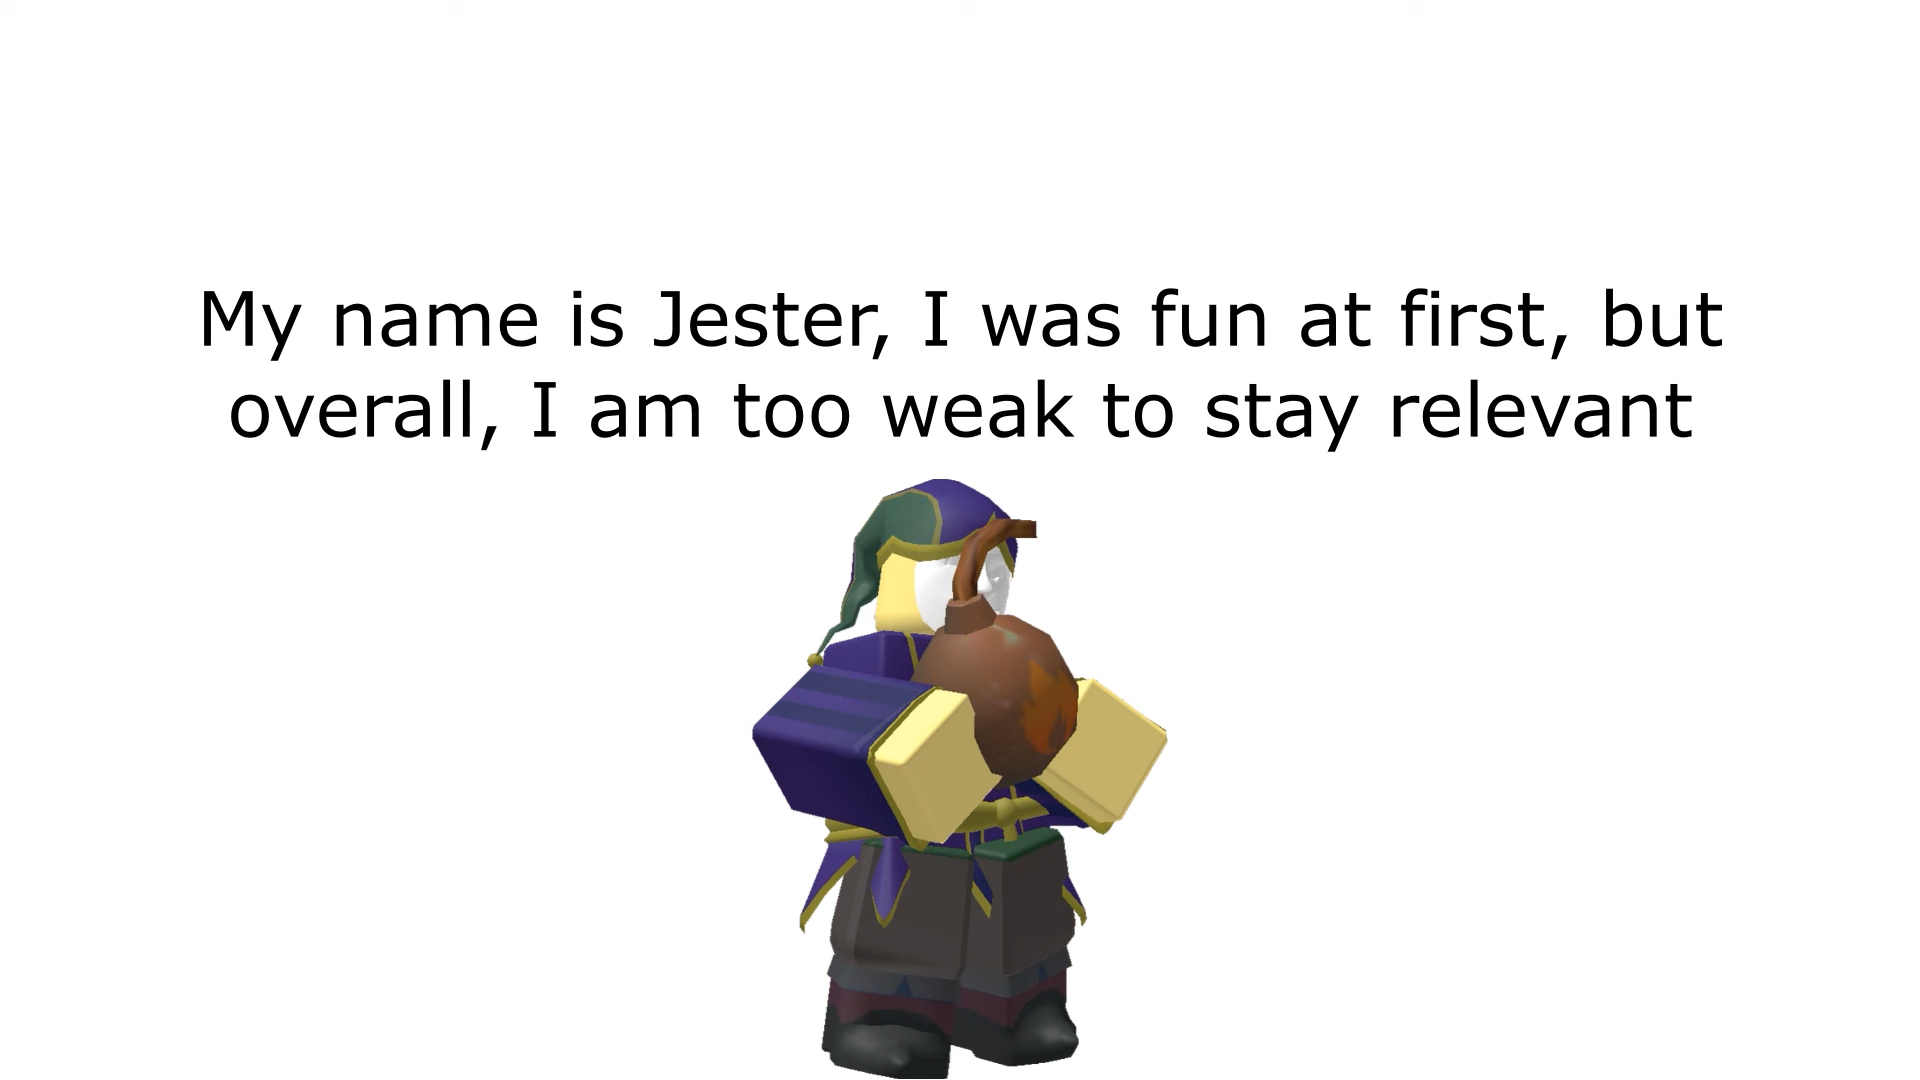 My name is Jester, I was fun at first, but
overall, I am too weak to stay relevant